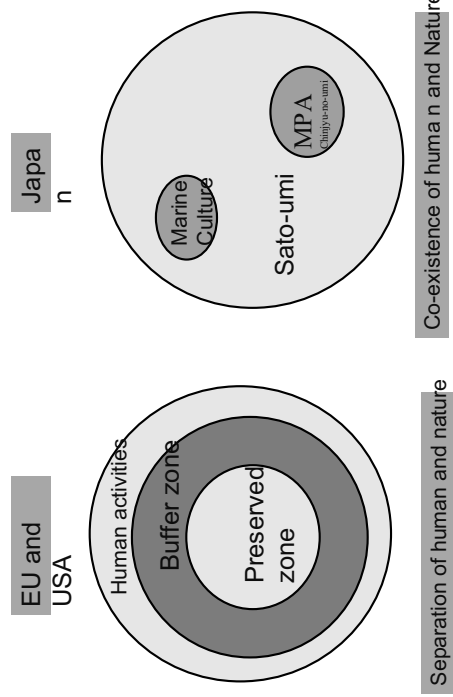 EU and
USA
Human activities
Buffer zone
Preserved
zone
Separation of human and nature
Japa
n
Marine
Culture
MPA
Chinjyu-no-umi
Sato-umi
Co-existence of huma n and Nature